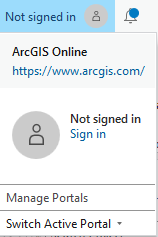 Not signed in
ArcGIS Online
https://www.arcgis.com/
Not signed in
Sign in
Manage Portals
Switch Active Portal